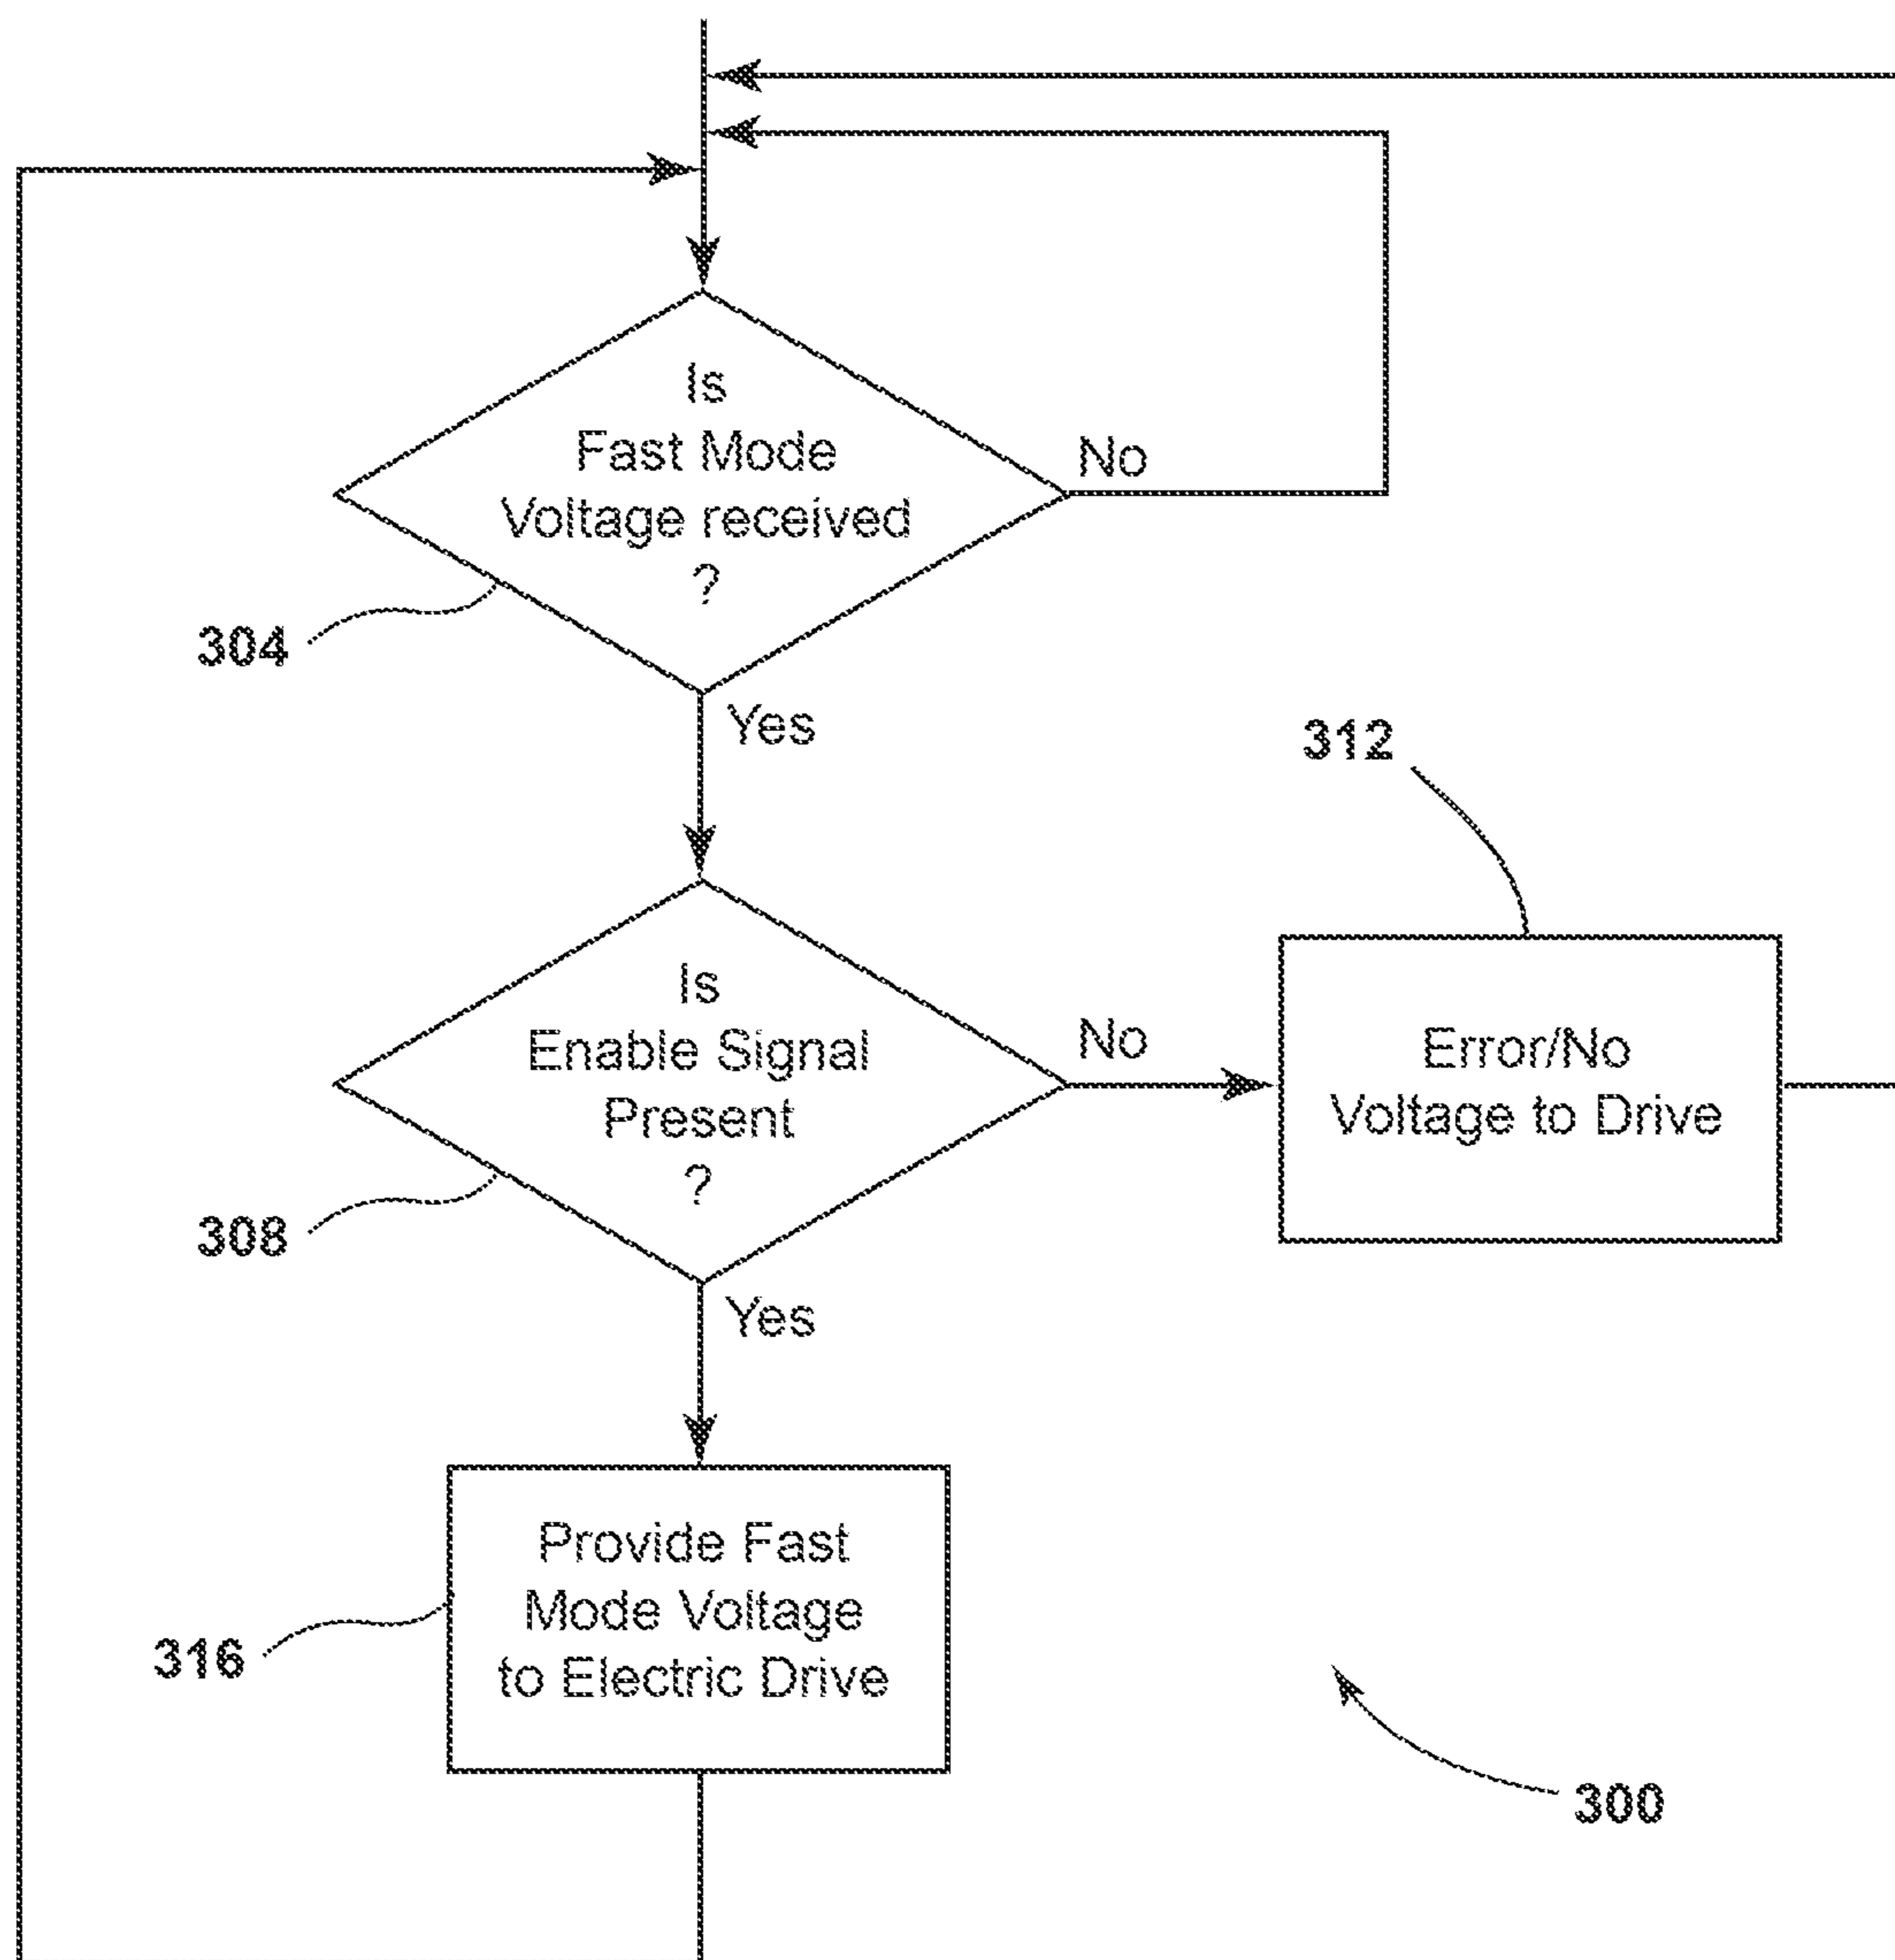 Is
Fast Mode
Voltage received
?
No
304
Yes
312
Is
Enable Signal
Present
?
No
Error/No
Voltage to Drive
308
Yes
Provide Fast
Mode Voltage
to Electric Drive
316
300